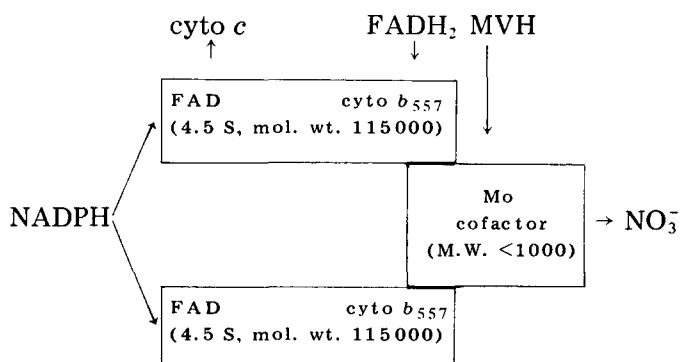 cyto c FADH₂ MVH
FAD cyto b₅₅₇
(4.5 S, mol. wt. 115000)
NADPH
Mo
cofactor
(M.W. <1000)
→ NO₃⁻
FAD cyto b₅₅₇
(4.5 S, mol. wt. 115000)